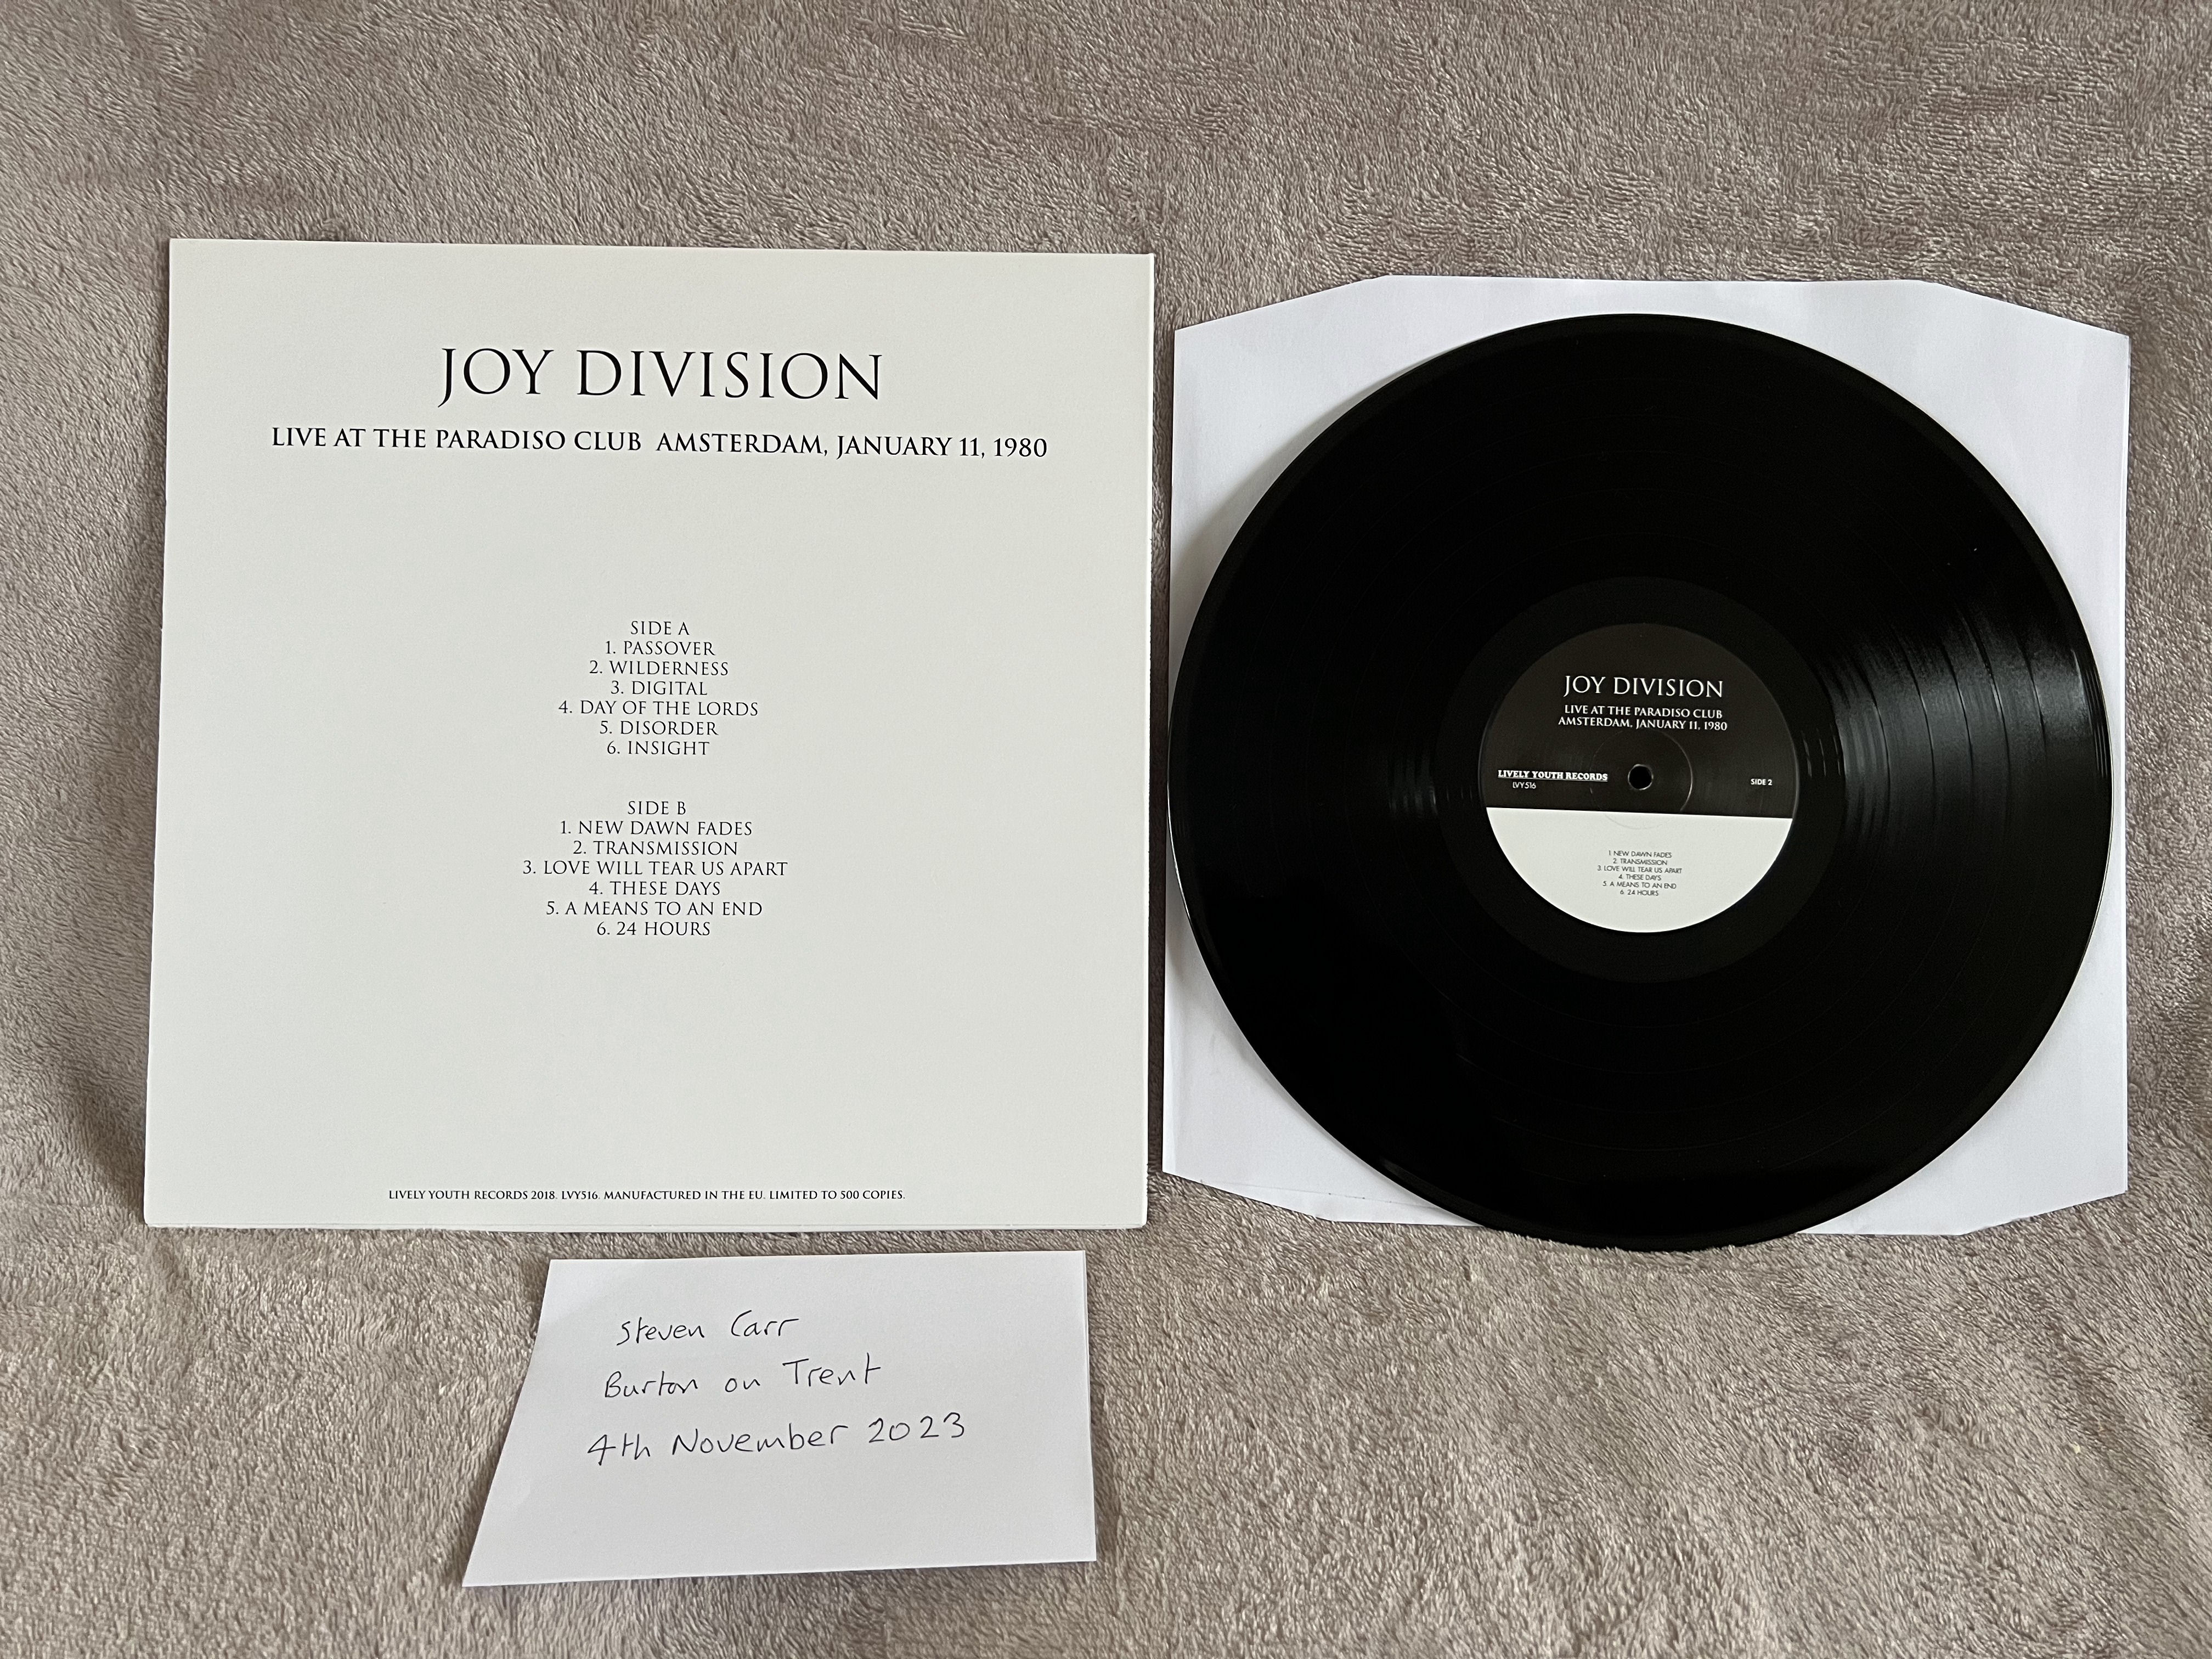 JOY DIVISION
LIVE AT THE PARADISO CLUB AMSTERDAM, JANUARY 11, 1980
SIDE A
1. PASSOVER
2. WILDERNESS
3. DIGITAL
4. DAY OF THE LORDS
5. DISORDER
6. INSIGHT
SIDE B
1. NEW DAWN FADES
2. TRANSMISSION
3. LOVE WILL TEAR US APART
4. THESE DAYS
5. A MEANS TO AN END
6. 24 HOURS
LIVELY YOUTH RECORDS 2018. LVY516. MANUFACTURED IN THE EU. LIMITED TO 500 COPIES.
JOY DIVISION
LIVE AT THE PARADISO CLUB
AMSTERDAM, JANUARY 11, 1980
LIVELY YOUTH RECORDS
LVY516
SIDE 2
1 NEW DAWN FADES
2. TRANSMISSION
3. LOVE WILL TEAR US APART
4. THESE DAYS
5. A MEANS TO AN END
6. 24 HOURS
Steven Carr
Burton on Trent
4th November 2023